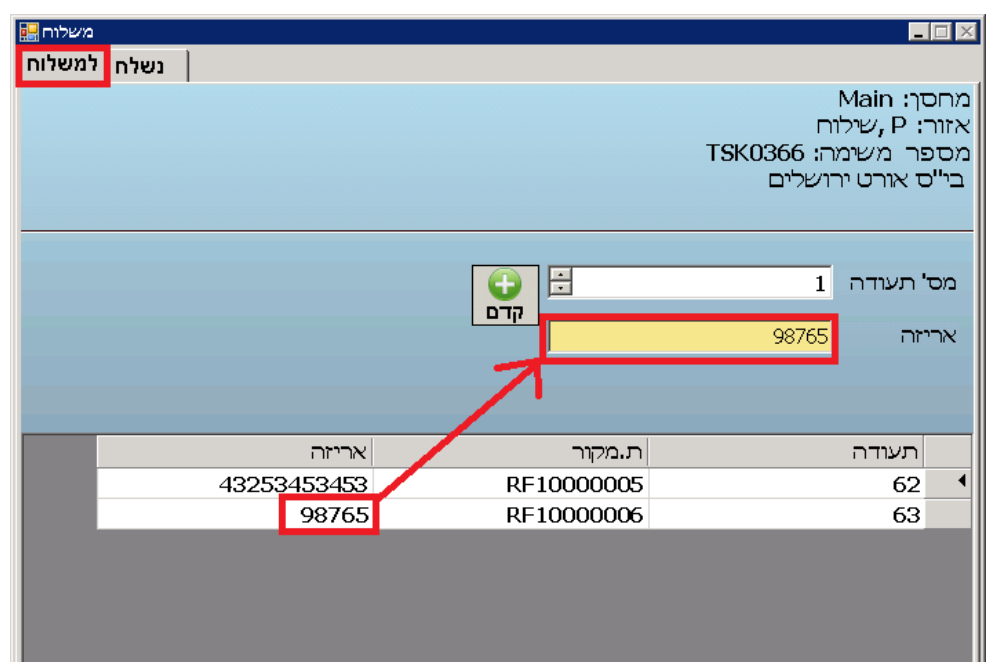 משלוח
למשלוח נשלח
מחסן: Main
אזור: P ,שילוח
מספר משימה: TSK0366
בי"ס אורט ירושלים
מס' תעודה 1
קדם
אריזה 98765
תעודה ת.מקור אריזה
62 RF10000005 43253453453
63 RF10000006 98765